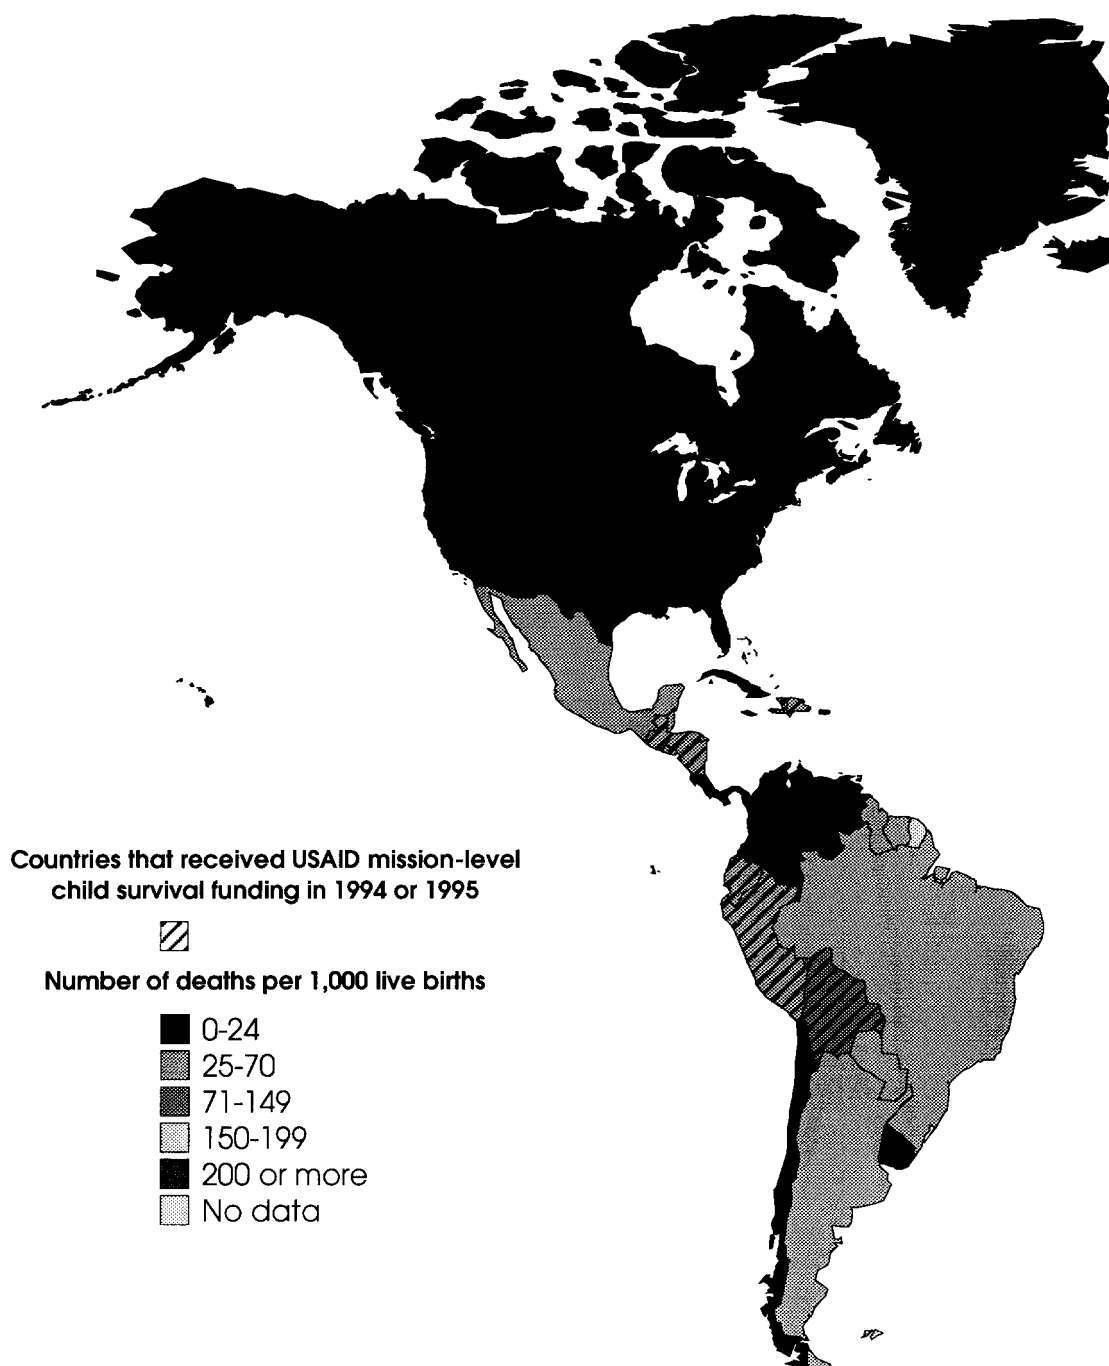 Countries that received USAID mission-level
child survival funding in 1994 or 1995
Number of deaths per 1,000 live births
0-24
25-70
71-149
150-199
200 or more
No data